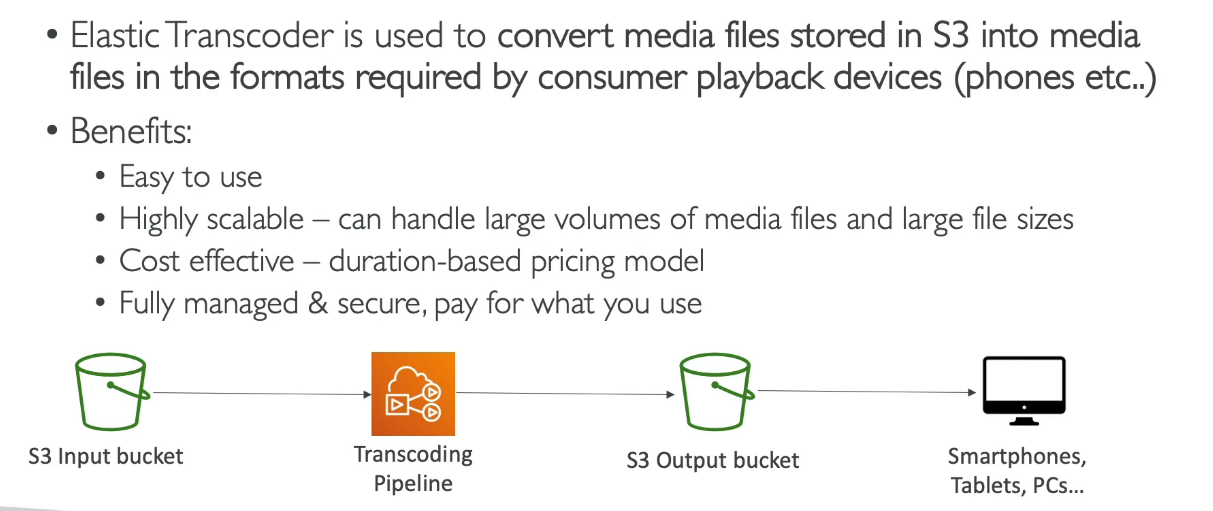 • Elastic Transcoder is used to convert media files stored in S3 into media
files in the formats required by consumer playback devices (phones etc..)
• Benefits:
• Easy to use
• Highly scalable – can handle large volumes of media files and large file sizes
• Cost effective – duration-based pricing model
• Fully managed & secure, pay for what you use
S3 Input bucket
Transcoding
Pipeline
S3 Output bucket
Smartphones,
Tablets, PCs...